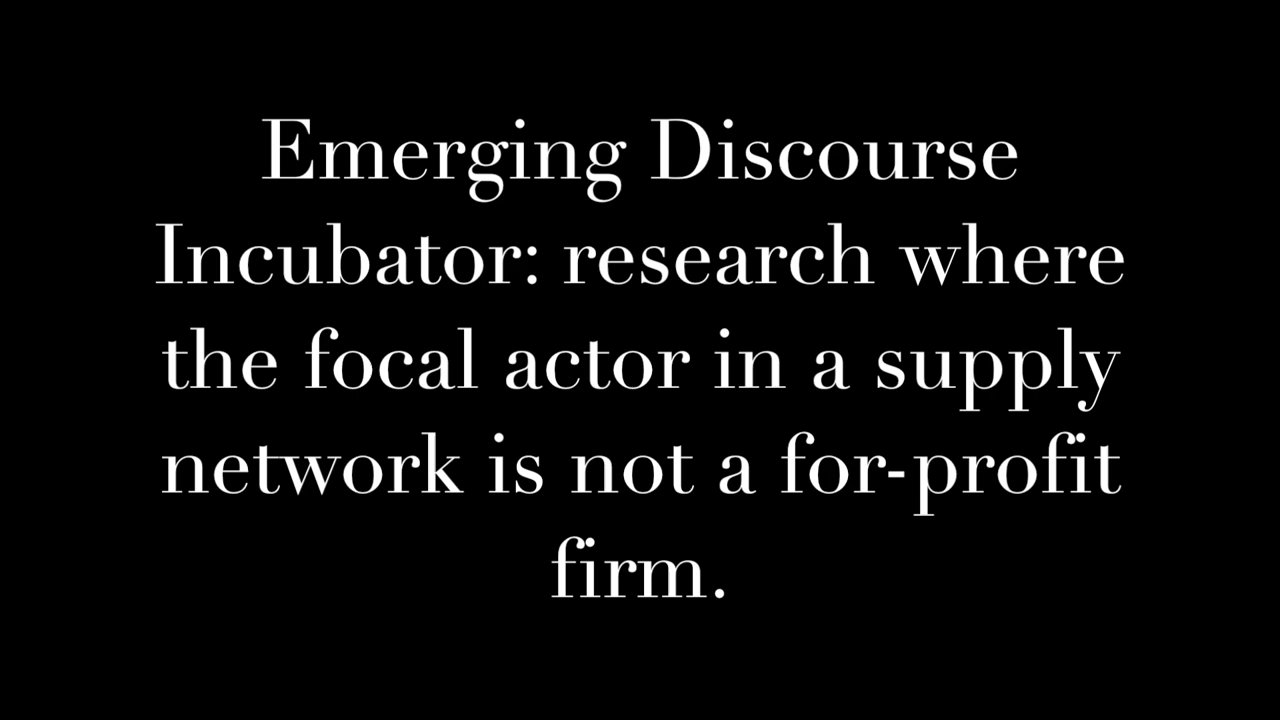 Emerging Discourse
Incubator: research where
the focal actor in a supply
network is not a for-profit
firm.